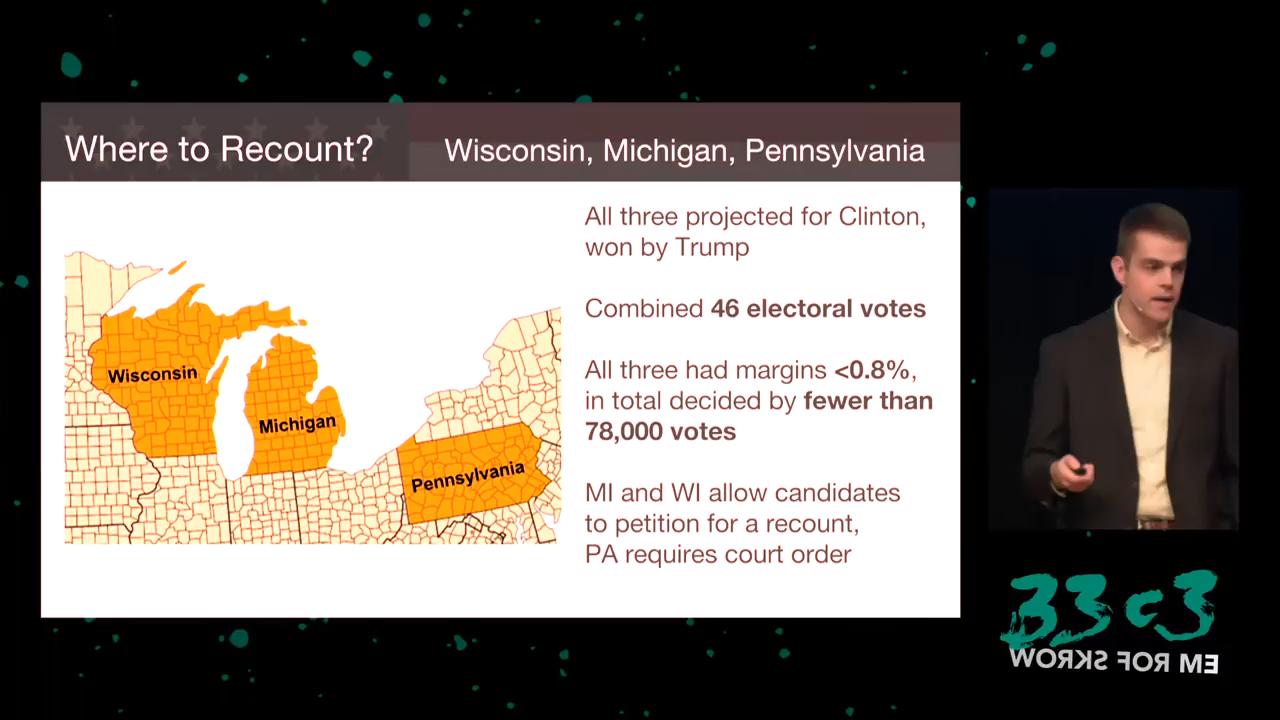 Where to Recount?
Wisconsin, Michigan, Pennsylvania
All three projected for Clinton,
won by Trump
Combined 46 electoral votes
All three had margins <0.8%,
in total decided by fewer than
78,000 votes
MI and WI allow candidates
to petition for a recount,
PA requires court order
Wisconsin
Michigan
Pennsylvania
33c3
WORKS FOR ME